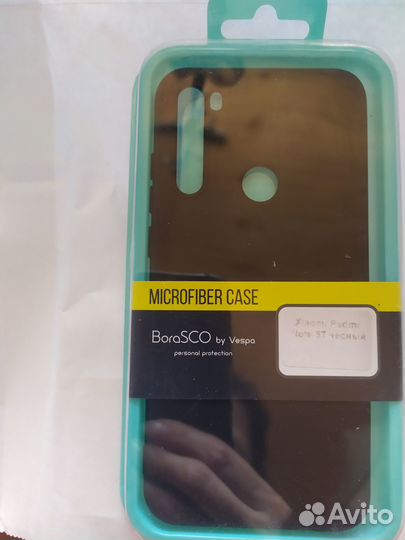 MICROFIBER CASE
BoraSCO by Vespa
personal protection
Xiaomi Redmi
Note 8T черный
Avito